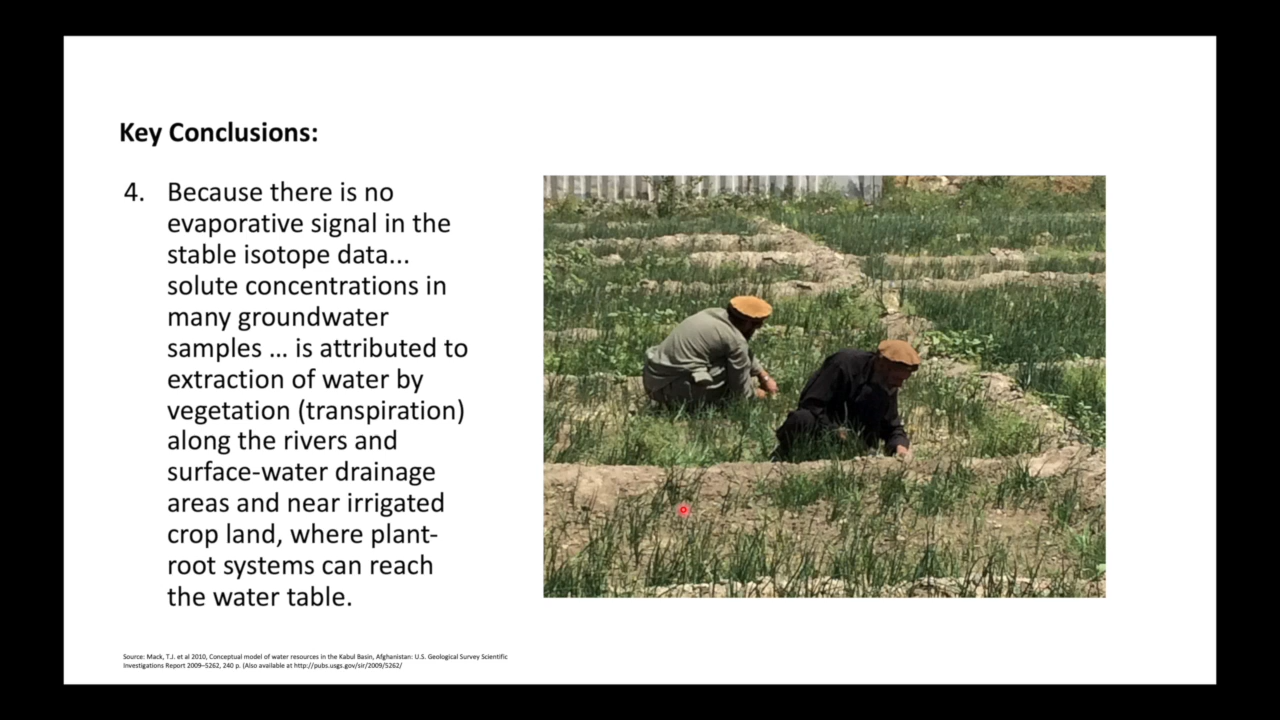 Key Conclusions:
4. Because there is no
evaporative signal in the
stable isotope data...
solute concentrations in
many groundwater
samples ... is attributed to
extraction of water by
vegetation (transpiration)
along the rivers and
surface-water drainage
areas and near irrigated
crop land, where plant-
root systems can reach
the water table.
Source: Mack, T.J. et al 2010, Conceptual model of water resources in the Kabul Basin, Afghanistan: U.S. Geological Survey Scientific
Investigations Report 2009–5262, 240 p. (Also available at http://pubs.usgs.gov/sir/2009/5262/